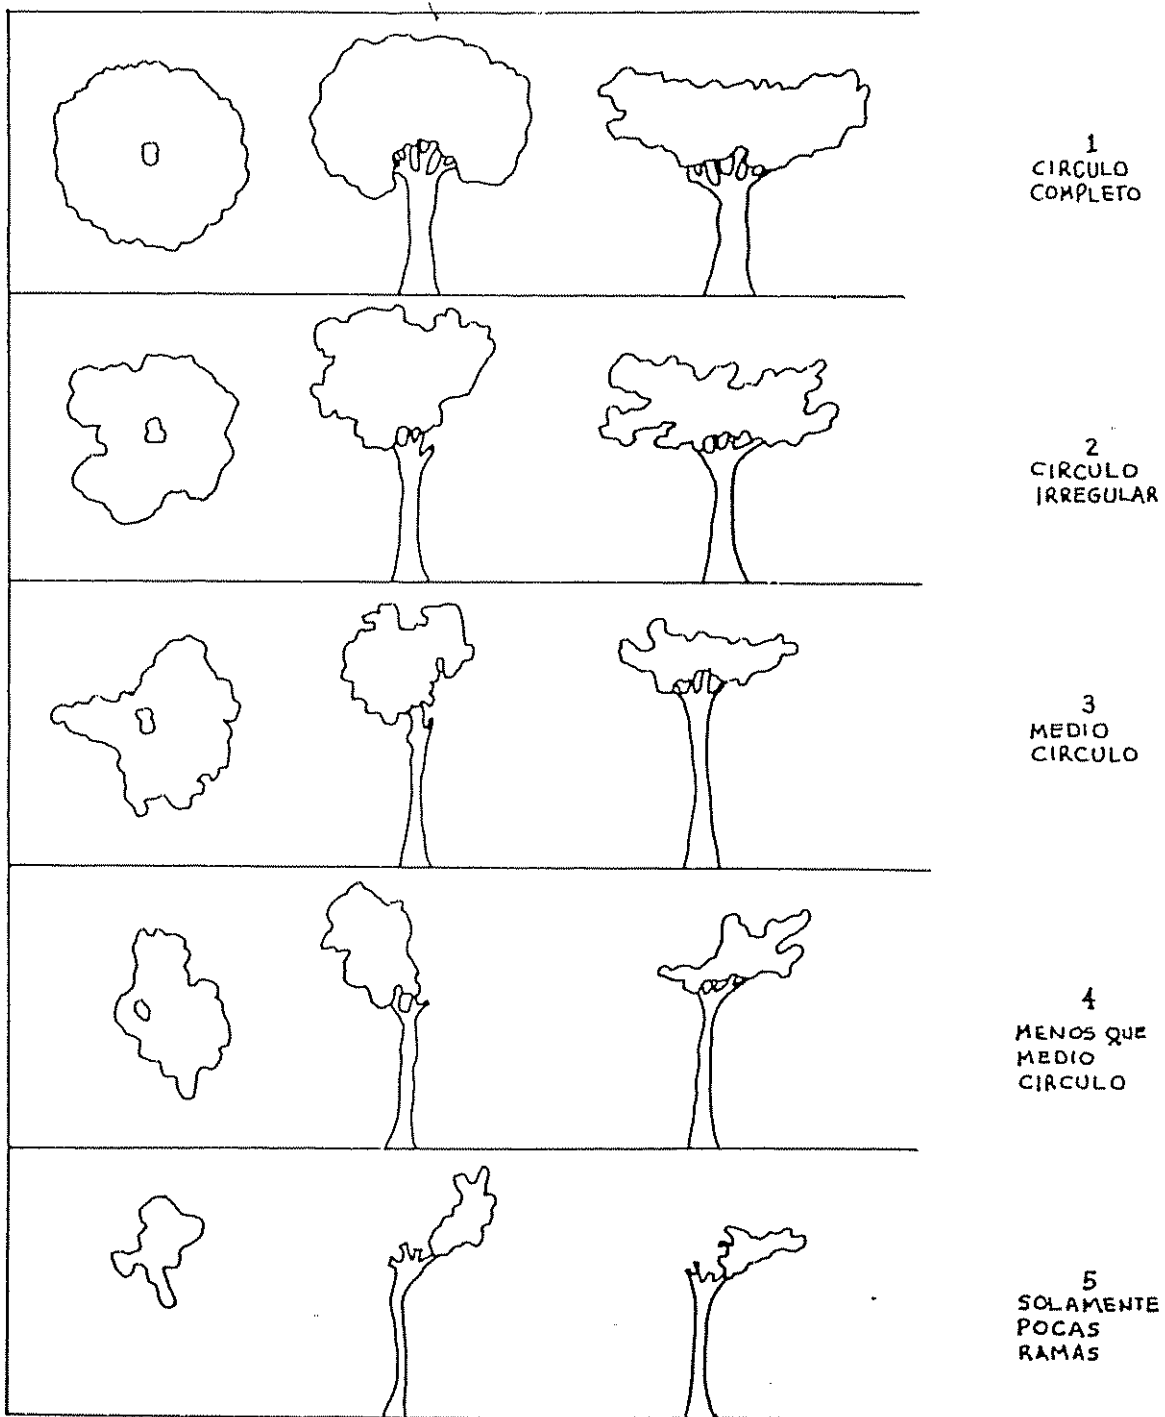 1
CIRCULO
COMPLETO
2
CIRCULO
IRREGULAR
3
MEDIO
CIRCULO
4
MENOS QUE
MEDIO
CIRCULO
5
SOLAMENTE
POCAS
RAMAS